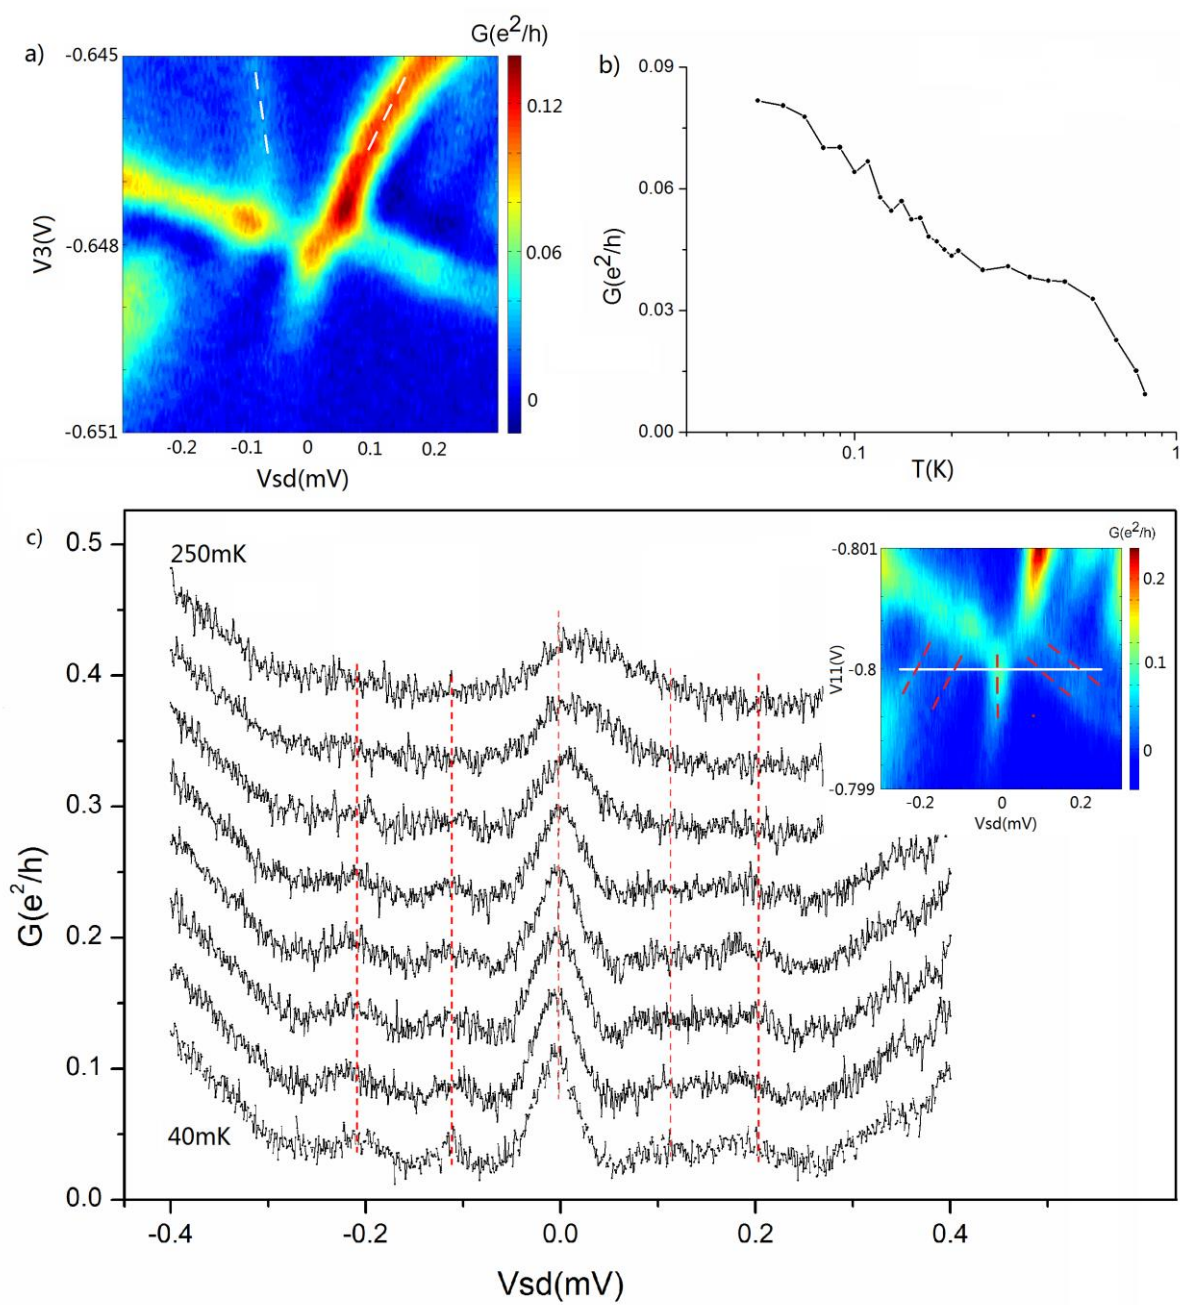 a)
G(e²/h)
-0.645
-0.648
-0.651
V3(V)
-0.2
-0.1
0
0.1
0.2
Vsd(mV)
0.12
0.06
0
b)
0.09
0.06
0.03
0.00
G(e²/h)
0.1
1
T(K)
c)
0.5
0.4
0.3
0.2
0.1
0.0
G(e²/h)
250mK
40mK
-0.4
-0.2
0.0
0.2
0.4
Vsd(mV)
G(e²/h)
-0.801
-0.8
-0.799
V11(V)
0.2
0.1
0
-0.2
0
0.2
Vsd(mV)